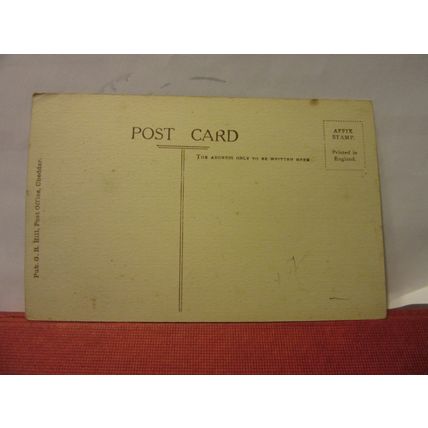 POST CARD
THE ADDRESS ONLY TO BE WRITTEN HERE.
AFFIX
STAMP.
Printed in
England.
Pub. G. B. Hill, Post Office, Cheddar.